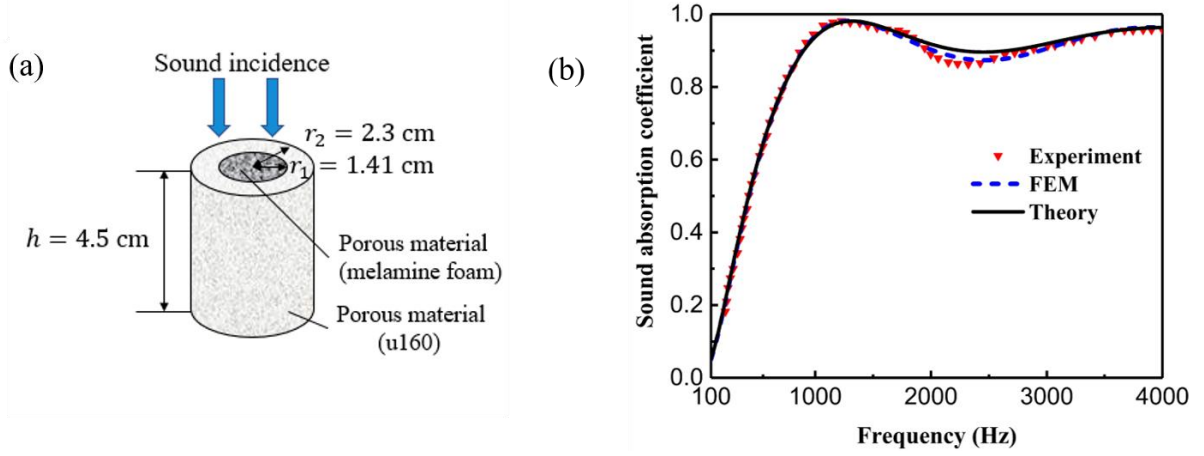 (a)
Sound incidence
r₂ = 2.3 cm
r₁ = 1.41 cm
h = 4.5 cm
Porous material
(melamine foam)
Porous material
(u160)
(b)
Sound absorption coefficient
1.0
0.8
0.6
0.4
0.2
0.0
Experiment
FEM
Theory
100 1000 2000 3000 4000
Frequency (Hz)